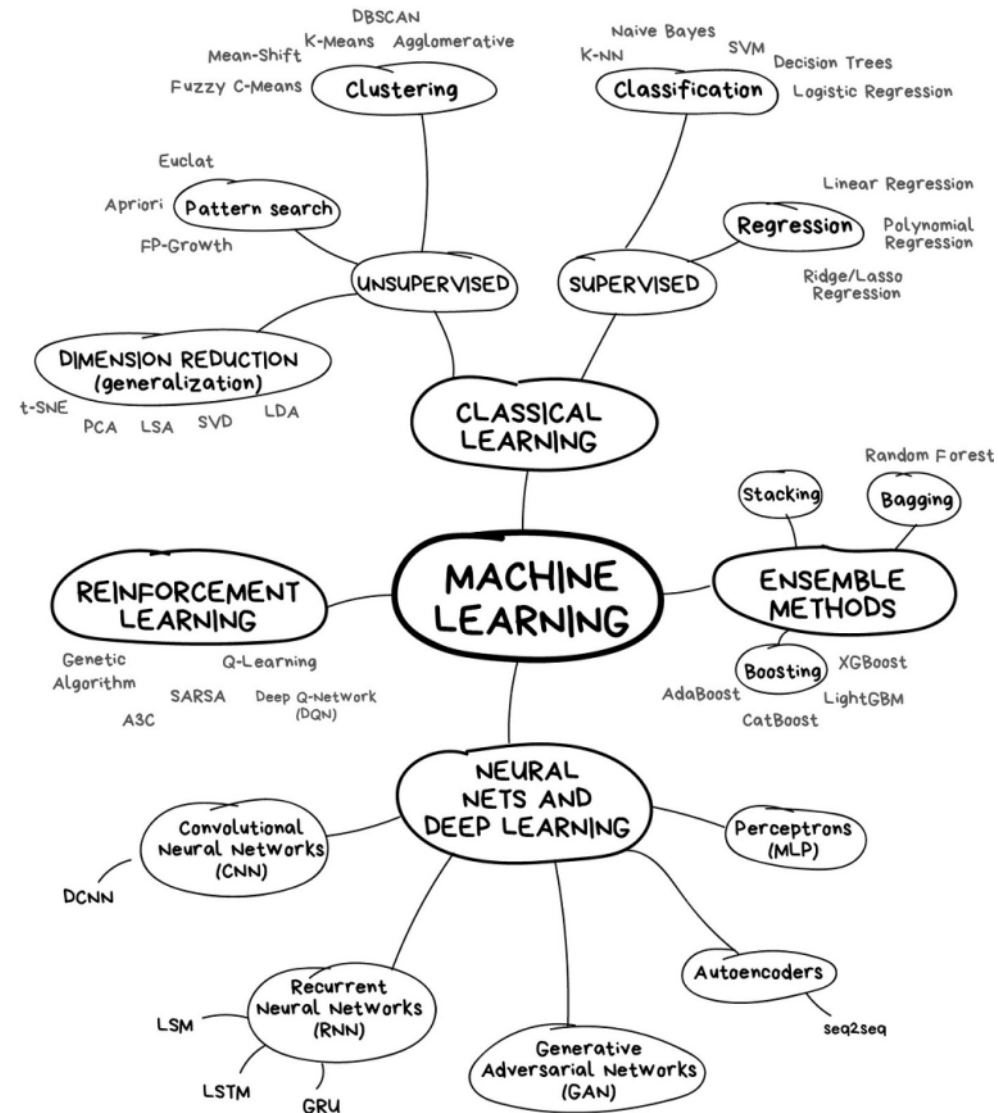 DBSCAN
K-Means
Agglomerative
Mean-Shift
Fuzzy C-Means
Clustering
Naive Bayes
SVM
K-NN
Decision Trees
Classification
Logistic Regression
Euclat
Apriori
Pattern search
FP-Growth
Linear Regression
Regression
Polynomial
Regression
Ridge/Lasso
Regression
UNSUPERVISED
SUPERVISED
DIMENSION REDUCTION
(generalization)
t-SNE
PCA
LSA
SVD
LDA
CLASSICAL
LEARNING
Random Forest
Stacking
Bagging
MACHINE
LEARNING
REINFORCEMENT
LEARNING
ENSEMBLE
METHODS
Genetic
Algorithm
Q-Learning
SARSA
Deep Q-Network
(DQN)
A3C
Boosting
XGBoost
AdaBoost
LightGBM
CatBoost
NEURAL
NETS AND
DEEP LEARNING
Convolutional
Neural Networks
(CNN)
DCNN
Perceptrons
(MLP)
Autoencoders
seq2seq
Recurrent
Neural Networks
(RNN)
LSM
LSTM
GRU
Generative
Adversarial Networks
(GAN)